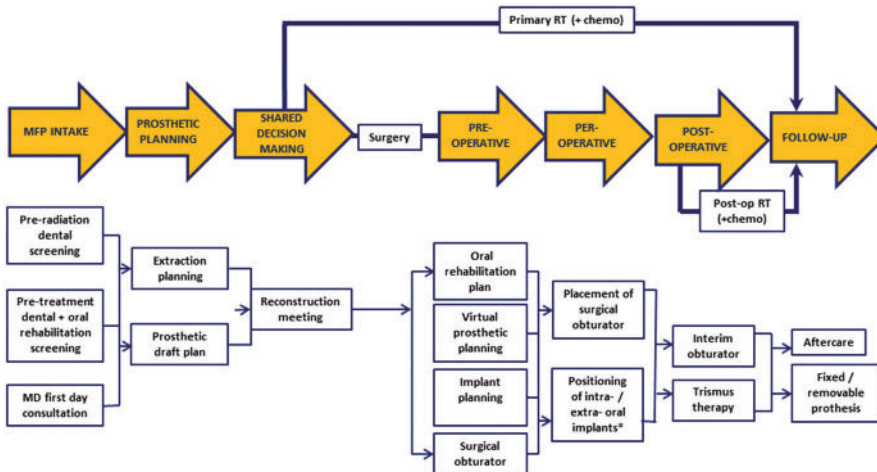 Primary RT (+ chemo)
MFP INTAKE
PROSTHETIC
PLANNING
SHARED
DECISION
MAKING
Surgery
PRE-
OPERATIVE
PER-
OPERATIVE
POST-
OPERATIVE
FOLLOW-UP
Post-op RT
(+chemo)
Pre-radiation
dental
screening
Pre-treatment
dental + oral
rehabilitation
screening
MD first day
consultation
Extraction
planning
Prosthetic
draft plan
Reconstruction
meeting
Oral
rehabilitation
plan
Virtual
prosthetic
planning
Implant
planning
Surgical
obturator
Placement of
surgical
obturator
Positioning
of intra- /
extra- oral
implants*
Interim
obturator
Trismus
therapy
Aftercare
Fixed /
removable
prothesis